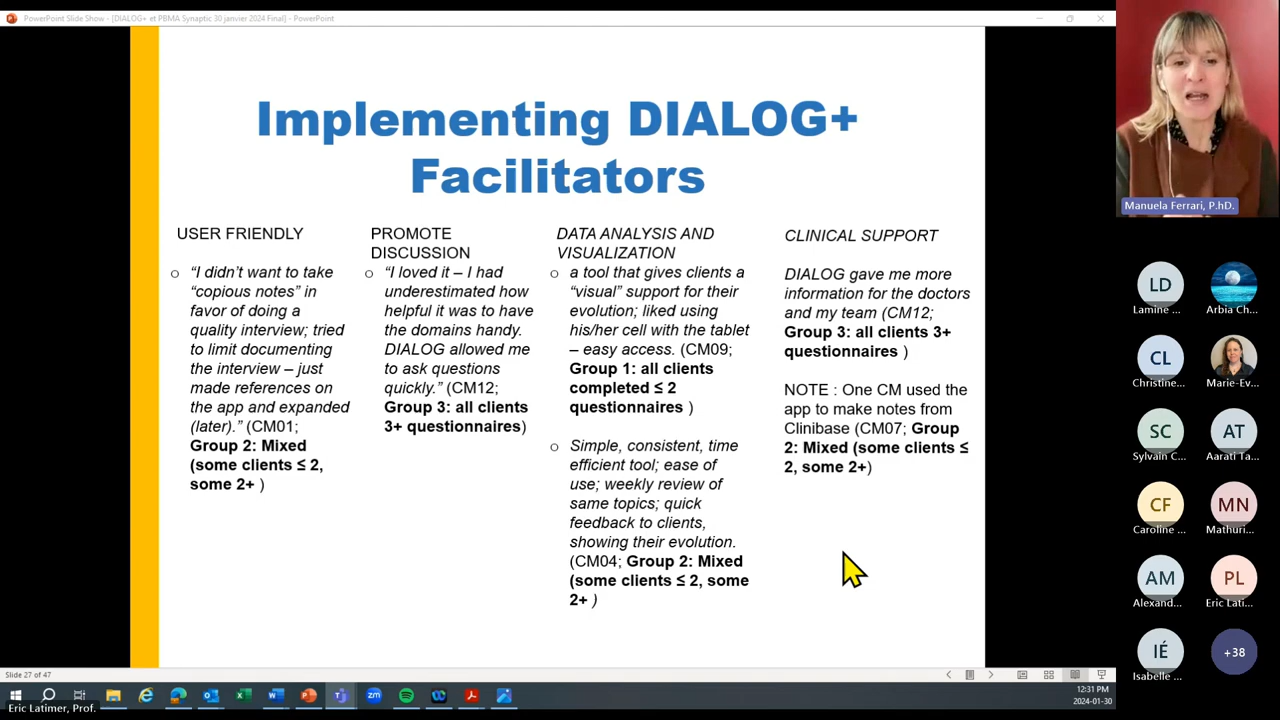 PowerPoint Slide Show - [DIALOG+ et PBMA Synaptic 30 janvier 2024 Final] - PowerPoint
Implementing DIALOG+
Facilitators
USER FRIENDLY
o "I didn't want to take
"copious notes" in
favor of doing a
quality interview; tried
to limit documenting
the interview – just
made references on
the app and expanded
(later)." (CM01;
Group 2: Mixed
(some clients ≤ 2,
some 2+ )
PROMOTE
DISCUSSION
o "I loved it – I had
underestimated how
helpful it was to have
the domains handy.
DIALOG allowed me
to ask questions
quickly." (CM12;
Group 3: all clients
3+ questionnaires)
DATA ANALYSIS AND
VISUALIZATION
o a tool that gives clients a
"visual" support for their
evolution; liked using
his/her cell with the tablet
– easy access. (CM09;
Group 1: all clients
completed ≤ 2
questionnaires )
o Simple, consistent, time
efficient tool; ease of
use; weekly review of
same topics; quick
feedback to clients,
showing their evolution.
(CM04; Group 2: Mixed
(some clients ≤ 2, some
2+ )
CLINICAL SUPPORT
DIALOG gave me more
information for the doctors
and my team (CM12;
Group 3: all clients 3+
questionnaires )
NOTE : One CM used the
app to make notes from
Clinibase (CM07; Group
2: Mixed (some clients ≤
2, some 2+)
Manuela Ferrari, P.hD.
LD
Lamine ...
Arbia Ch...
CL
Christine...
Marie-Ev...
SC
Sylvain C...
AT
Aarati Ta...
CF
Caroline ...
MN
Mathuri...
AM
Alexand...
PL
Eric Lati...
IÉ
Isabelle ...
+38
Slide 27 of 47
12:31 PM
2024-01-30
Eric Latimer, Prof.